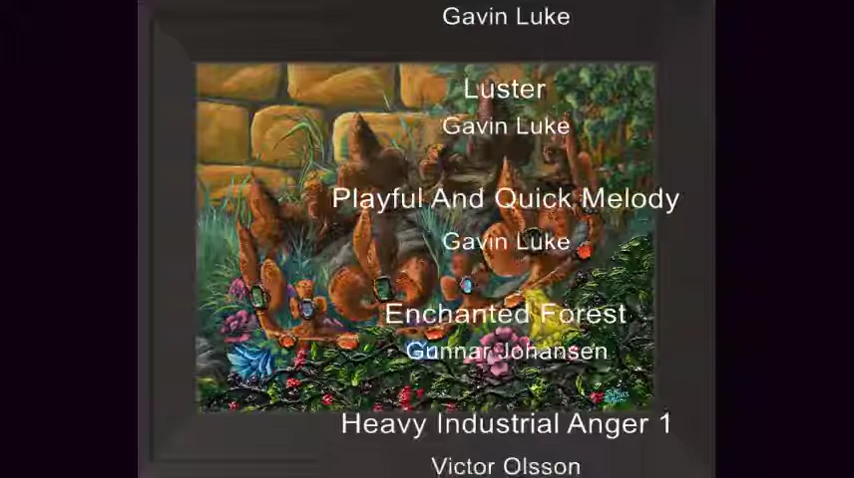 Gavin Luke
Luster
Gavin Luke
Playful And Quick Melody
Gavin Luke
Enchanted Forest
Gunnar Johansen
Heavy Industrial Anger 1
Victor Olsson